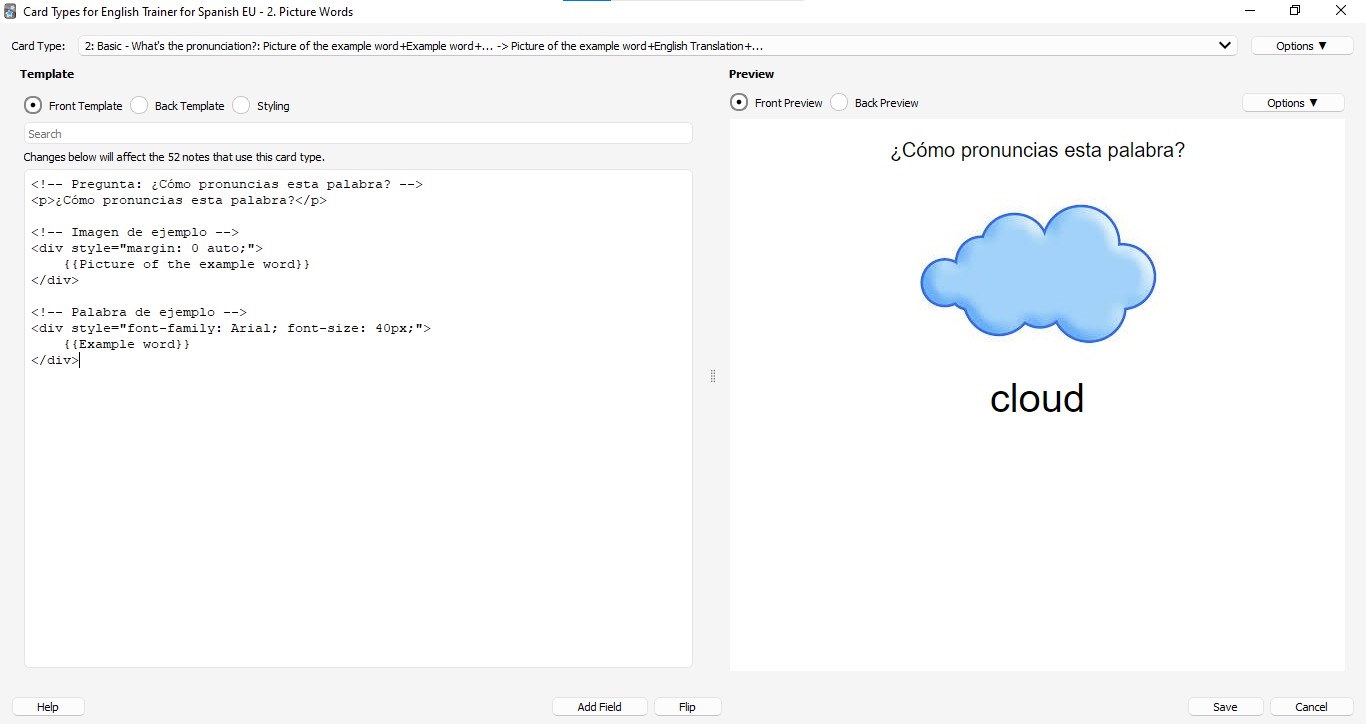 Card Types for English Trainer for Spanish EU - 2. Picture Words
Card Type: 2: Basic - What's the pronunciation?: Picture of the example word+Example word+... -> Picture of the example word+English Translation+... Options ▼
Template
Front Template Back Template Styling
Search
Changes below will affect the 52 notes that use this card type.
<!-- Pregunta: ¿Cómo pronuncias esta palabra? -->
<p>¿Cómo pronuncias esta palabra?</p>
<!-- Imagen de ejemplo -->
<div style="margin: 0 auto;">
{{Picture of the example word}}
</div>
<!-- Palabra de ejemplo -->
<div style="font-family: Arial; font-size: 40px;">
{{Example word}}
</div>
Preview
Front Preview Back Preview Options ▼
¿Cómo pronuncias esta palabra?
cloud
Help Add Field Flip Save Cancel